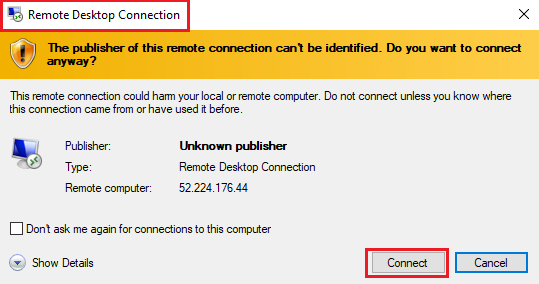 Remote Desktop Connection
The publisher of this remote connection can't be identified. Do you want to connect
anyway?
This remote connection could harm your local or remote computer. Do not connect unless you know where
this connection came from or have used it before.
Publisher: Unknown publisher
Type: Remote Desktop Connection
Remote computer: 52.224.176.44
Don't ask me again for connections to this computer
Show Details Connect Cancel